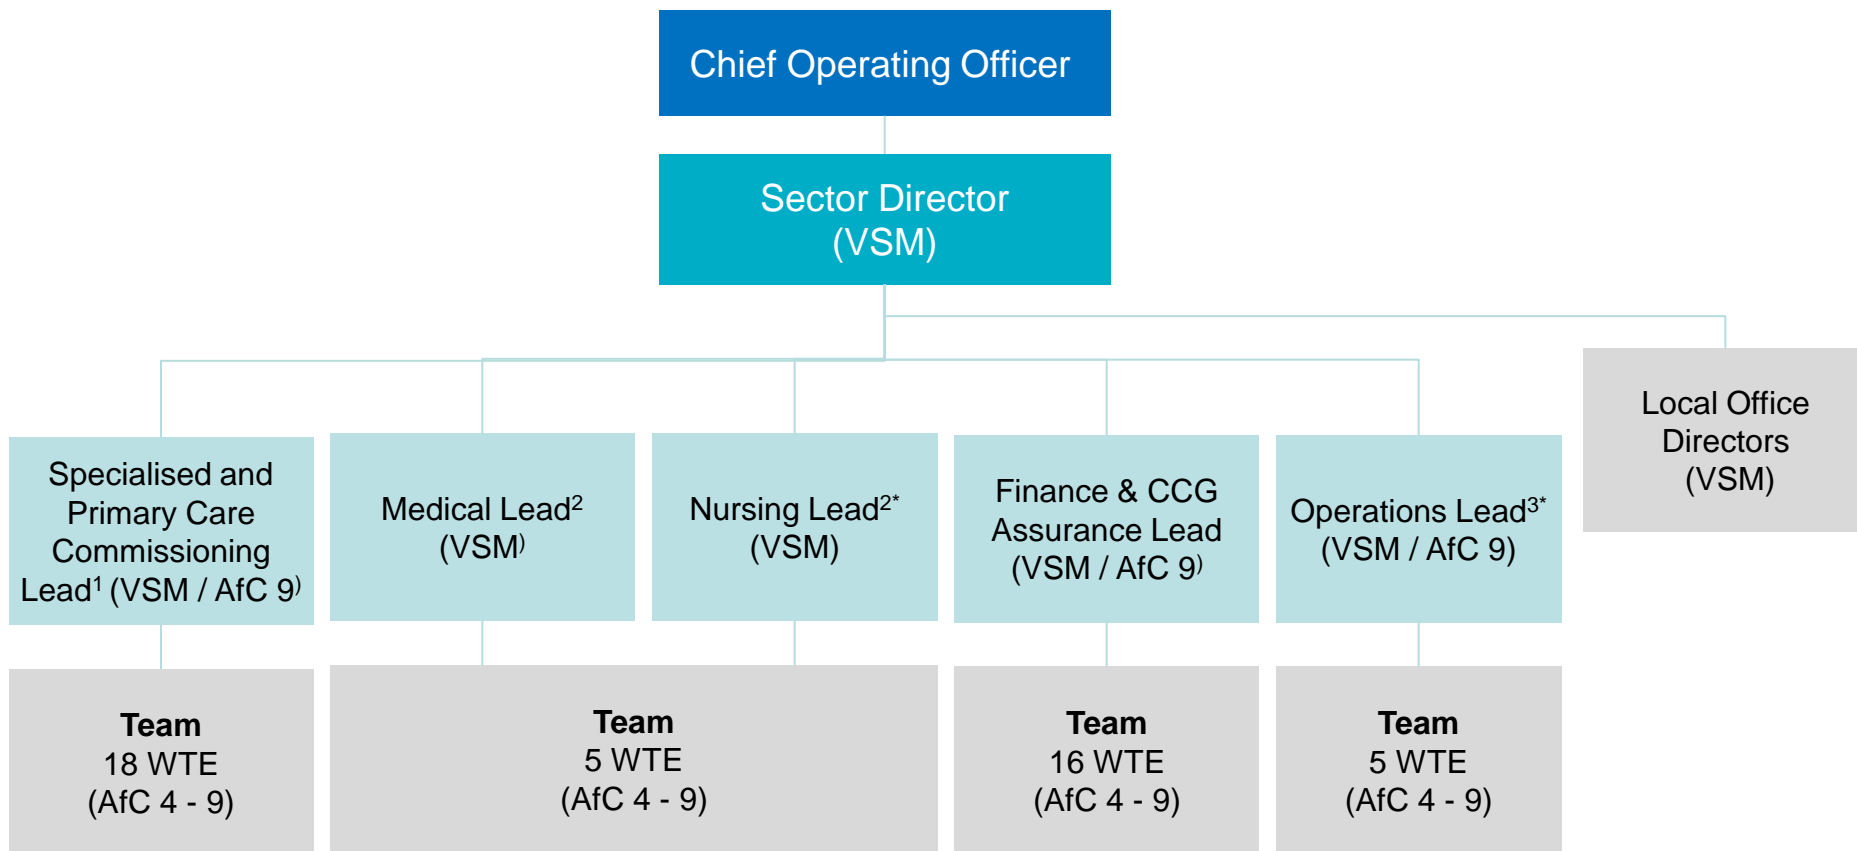 Chief Operating Officer
Sector Director
(VSM)
Local Office
Directors
(VSM)
Specialised and
Primary Care
Commissioning
Lead¹ (VSM / AfC 9⁾
Medical Lead²
(VSM⁾
Nursing Lead²*
(VSM)
Finance & CCG
Assurance Lead
(VSM / AfC 9⁾
Operations Lead³*
(VSM / AfC 9)
Team
18 WTE
(AfC 4 - 9)
Team
5 WTE
(AfC 4 - 9)
Team
16 WTE
(AfC 4 - 9)
Team
5 WTE
(AfC 4 - 9)